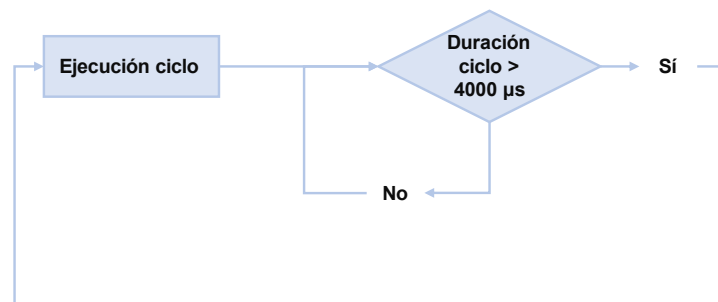 Ejecución ciclo
Duración
ciclo >
4000 µs
Sí
No